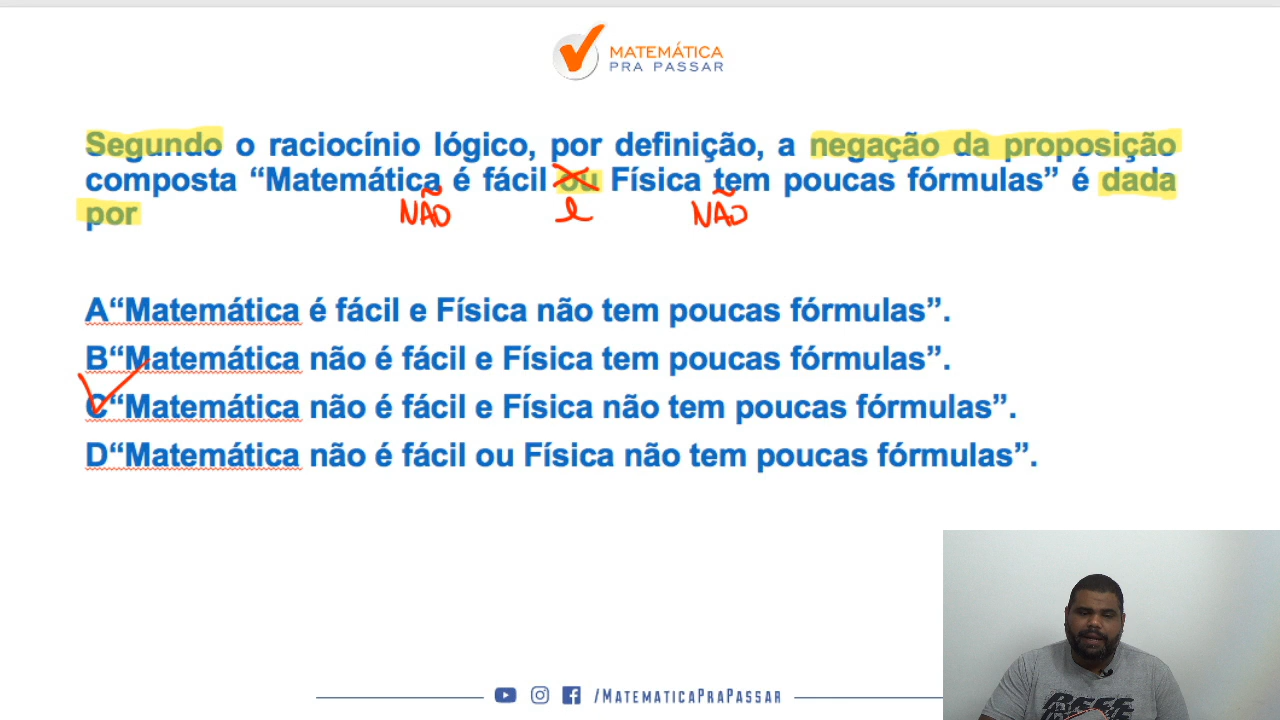 MATEMÁTICA
PRA PASSAR
Segundo o raciocínio lógico, por definição, a negação da proposição
composta “Matemática é fácil ou Física tem poucas fórmulas” é dada
por
NÃO e NÃO
A“Matemática é fácil e Física não tem poucas fórmulas”.
B“Matemática não é fácil e Física tem poucas fórmulas”.
C“Matemática não é fácil e Física não tem poucas fórmulas”.
D“Matemática não é fácil ou Física não tem poucas fórmulas”.
/MATEMATICAPRAPASSAR